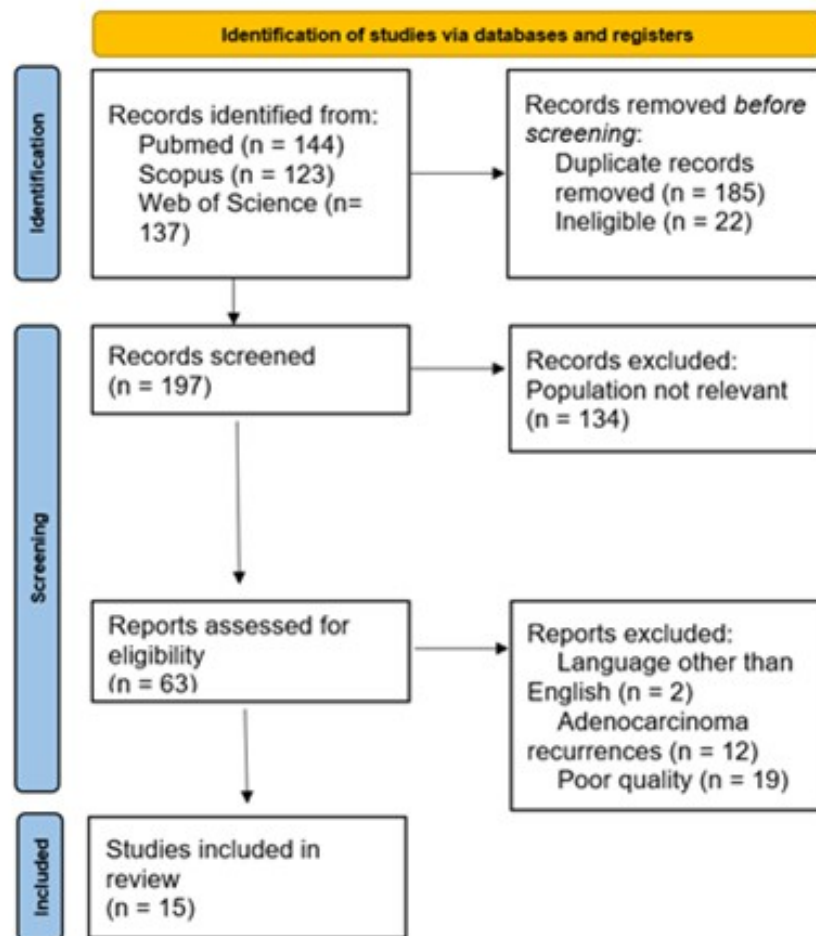 Identification of studies via databases and registers
Identification
Records identified from:
Pubmed (n = 144)
Scopus (n = 123)
Web of Science (n=
137)
Records removed before
screening:
Duplicate records
removed (n = 185)
Ineligible (n = 22)
Screening
Records screened
(n = 197)
Records excluded:
Population not relevant
(n = 134)
Reports assessed for
eligibility
(n = 63)
Reports excluded:
Language other than
English (n = 2)
Adenocarcinoma
recurrences (n = 12)
Poor quality (n = 19)
Included
Studies included in
review
(n = 15)